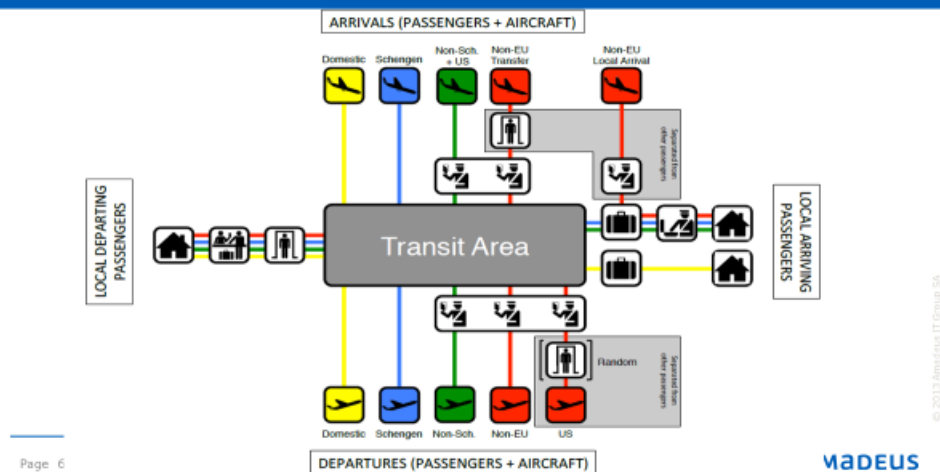 ARRIVALS (PASSENGERS + AIRCRAFT)
Domestic
Schengen
Non-Sch.
+ US
Non-EU
Transfer
Non-EU
Local Arrival
Separated from
other passengers
LOCAL DEPARTING
PASSENGERS
Transit Area
LOCAL ARRIVING
PASSENGERS
Random
Separated from
other passengers
Domestic
Schengen
Non-Sch.
Non-EU
US
DEPARTURES (PASSENGERS + AIRCRAFT)
Page 6
© 2013 Amadeus IT Group SA
maDEUS